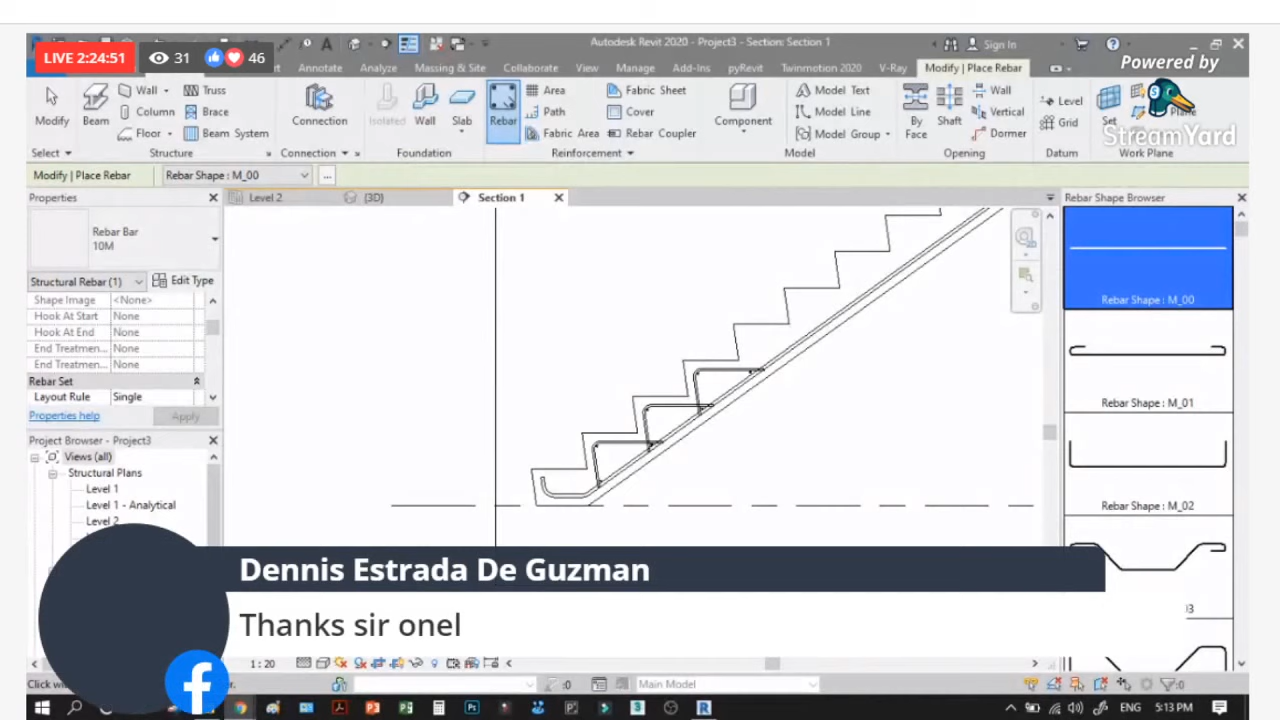 LIVE 2:24:51
31
46
Autodesk Revit 2020 - Project3 - Section: Section 1
Sign In
Powered by
StreamYard
Annotate Analyze Massing & Site Collaborate View Manage Add-Ins pyRevit Twinmotion 2020 V-Ray Modify | Place Rebar
Modify
Beam
Wall
Column
Floor
Truss
Brace
Beam System
Connection
Isolated
Wall
Slab
Rebar
Area
Path
Fabric Area
Fabric Sheet
Cover
Rebar Coupler
Component
Model Text
Model Line
Model Group
By Face
Shaft
Wall
Vertical
Dormer
Level
Grid
Set
Plane
Select
Structure
Connection
Foundation
Reinforcement
Model
Opening
Datum
Work Plane
Modify | Place Rebar
Rebar Shape : M_00
...
Properties
Level 2
(3D)
Section 1
Rebar Shape Browser
Rebar Bar
10M
Structural Rebar (1)
Edit Type
Shape Image <None>
Hook At Start None
Hook At End None
End Treatmen... None
End Treatmen... None
Rebar Set
Layout Rule Single
Properties help
Apply
Project Browser - Project3
Views (all)
Structural Plans
Level 1
Level 1 - Analytical
Level 2
Rebar Shape : M_00
Rebar Shape : M_01
Rebar Shape : M_02
Dennis Estrada De Guzman
Thanks sir onel
1 : 20
:0
Main Model
:0
ENG 5:13 PM